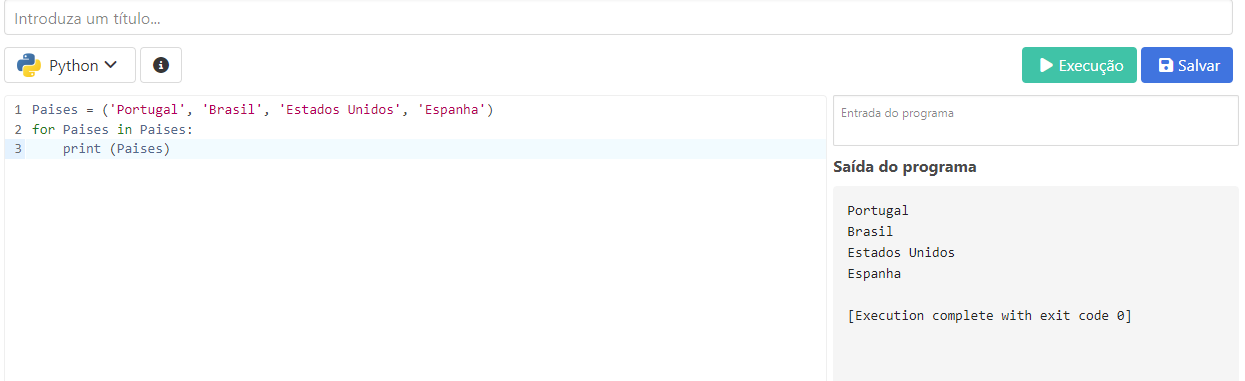 Introduza um título...
Python
Execução
Salvar
1 Paises = ('Portugal', 'Brasil', 'Estados Unidos', 'Espanha')
2 for Paises in Paises:
3     print (Paises)
Entrada do programa
Saída do programa
Portugal
Brasil
Estados Unidos
Espanha
[Execution complete with exit code 0]